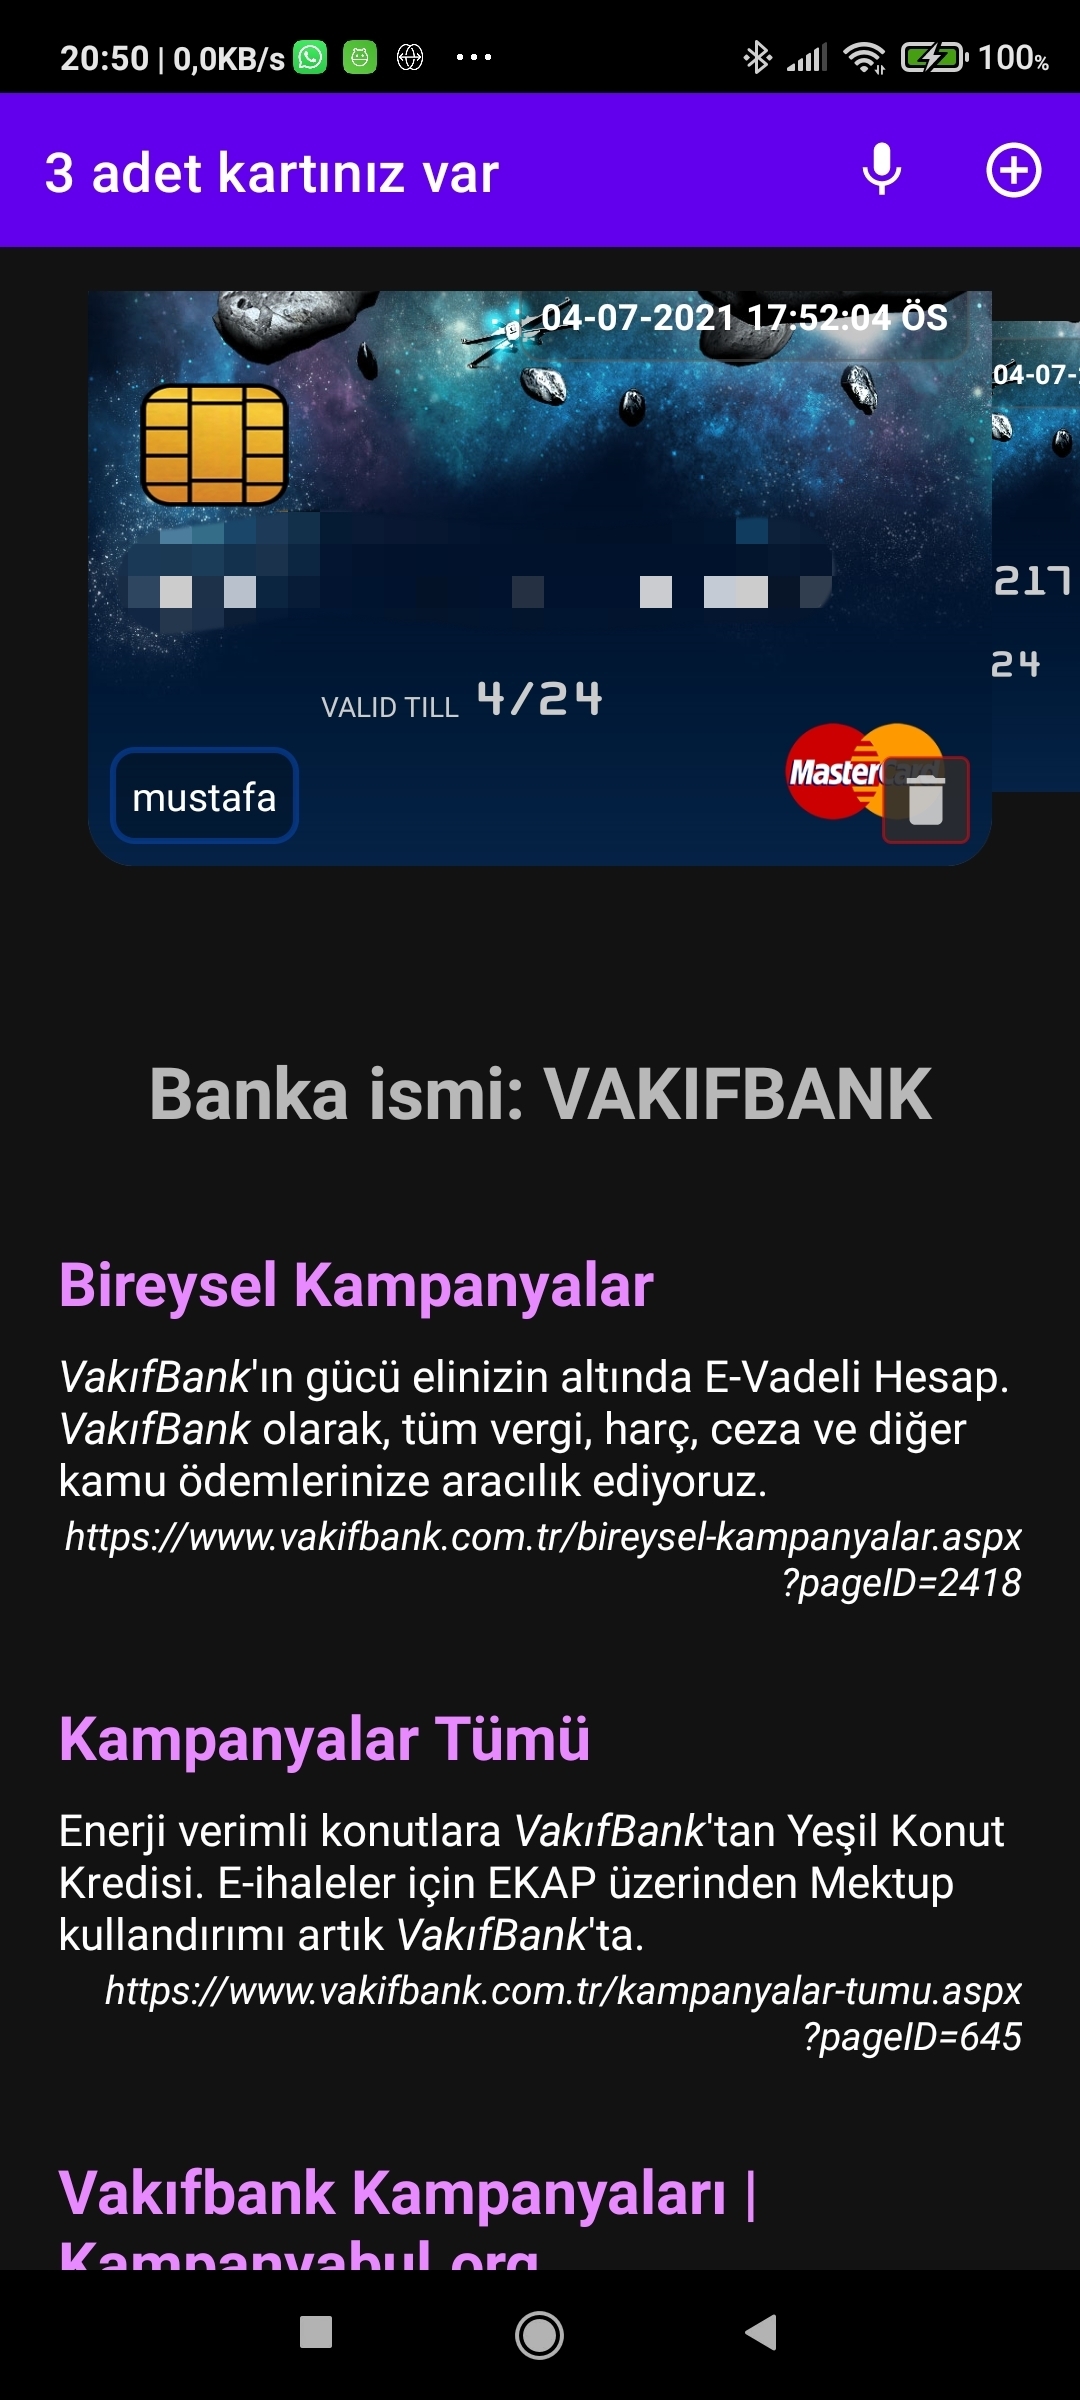 20:50 | 0,0KB/s
100%
3 adet kartınız var
04-07-2021 17:52:04 ÖS
04-07-
217
VALID TILL 4/24
24
mustafa
Banka ismi: VAKIFBANK
Bireysel Kampanyalar
VakıfBank'ın gücü elinizin altında E-Vadeli Hesap.
VakıfBank olarak, tüm vergi, harç, ceza ve diğer
kamu ödemlerinize aracılık ediyoruz.
https://www.vakifbank.com.tr/bireysel-kampanyalar.aspx
?pageID=2418
Kampanyalar Tümü
Enerji verimli konutlara VakıfBank'tan Yeşil Konut
Kredisi. E-ihaleler için EKAP üzerinden Mektup
kullandırımı artık VakıfBank'ta.
https://www.vakifbank.com.tr/kampanyalar-tumu.aspx
?pageID=645
Vakıfbank Kampanyaları |
Kampanyabul.org